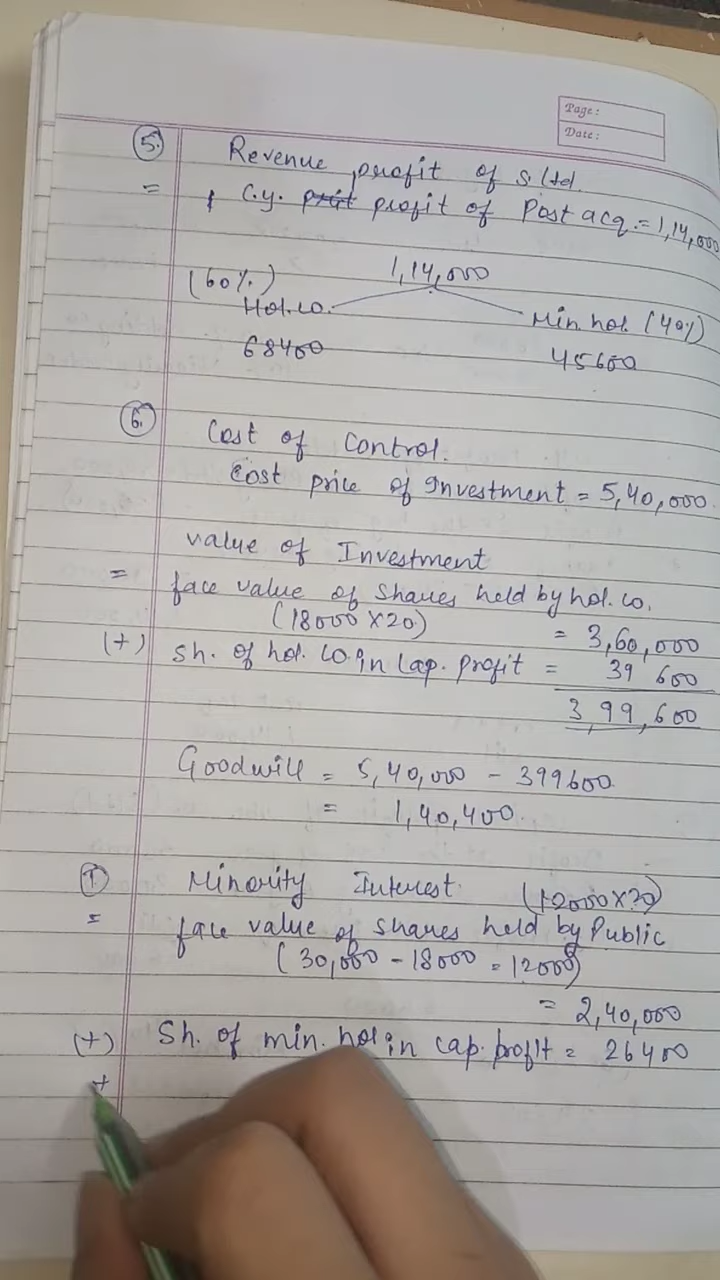 Page:
Date:
5. Revenue profit of S. Ltd.
= C.y. profit of Post acq. = 1,14,000
1,14,000
(60%)
Hol. co. Min hol. (40%)
68400 45600
6. Cost of Control.
Cost price of Investment = 5,40,000.
Value of Investment
= face value of shares held by hol. co.
(18000 X 20) = 3,60,000
(+) Sh. of hol. co. in Cap. profit = 39 600
3,99,600
Goodwill = 5,40,000 - 399600.
= 1,40,400.
7. Minority Interest (12000 X 20)
= face value of shares held by Public
(30,000 - 18000 = 12000)
= 2,40,000
(+) Sh. of min. hol in cap. profit = 26400
+